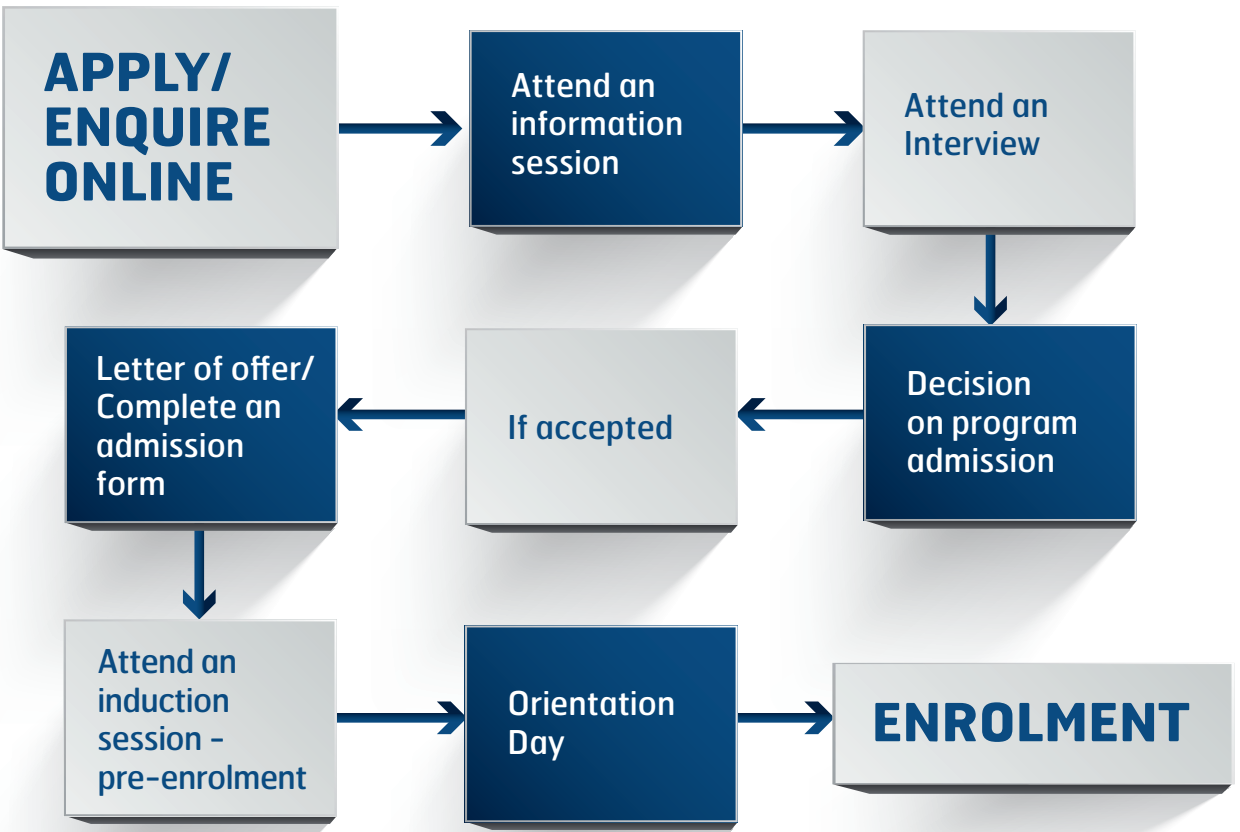 APPLY/
ENQUIRE
ONLINE
Attend an
information
session
Attend an
Interview
Decision
on program
admission
If accepted
Letter of offer/
Complete an
admission
form
Attend an
induction
session -
pre-enrolment
Orientation
Day
ENROLMENT